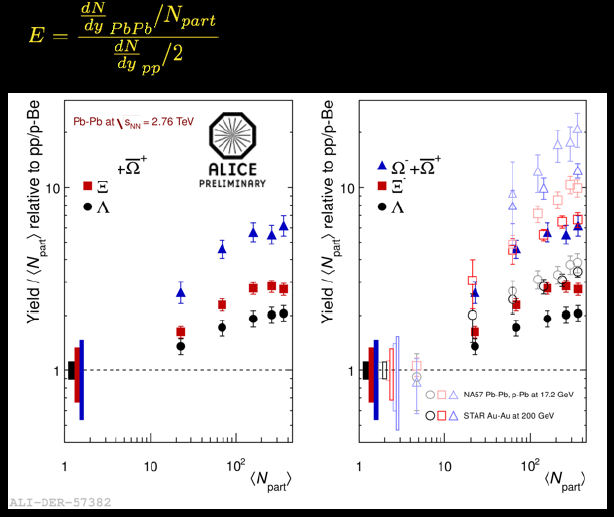 E = dN/dy PbPb / N_part / dN/dy pp / 2
Yield / ⟨N_part⟩ relative to pp/p-Be
Pb-Pb at √s_NN = 2.76 TeV
ALICE
PRELIMINARY
+Ω̅⁺
Ξ
Λ
10
1
1 10 10²
⟨N_part⟩
Yield / ⟨N_part⟩ relative to pp/p-Be
Ω⁻+Ω̅⁺
Ξ⁻
Λ
10
1
NA57 Pb-Pb, p-Pb at 17.2 GeV
STAR Au-Au at 200 GeV
1 10 10²
⟨N_part⟩
ALI-DER-57382